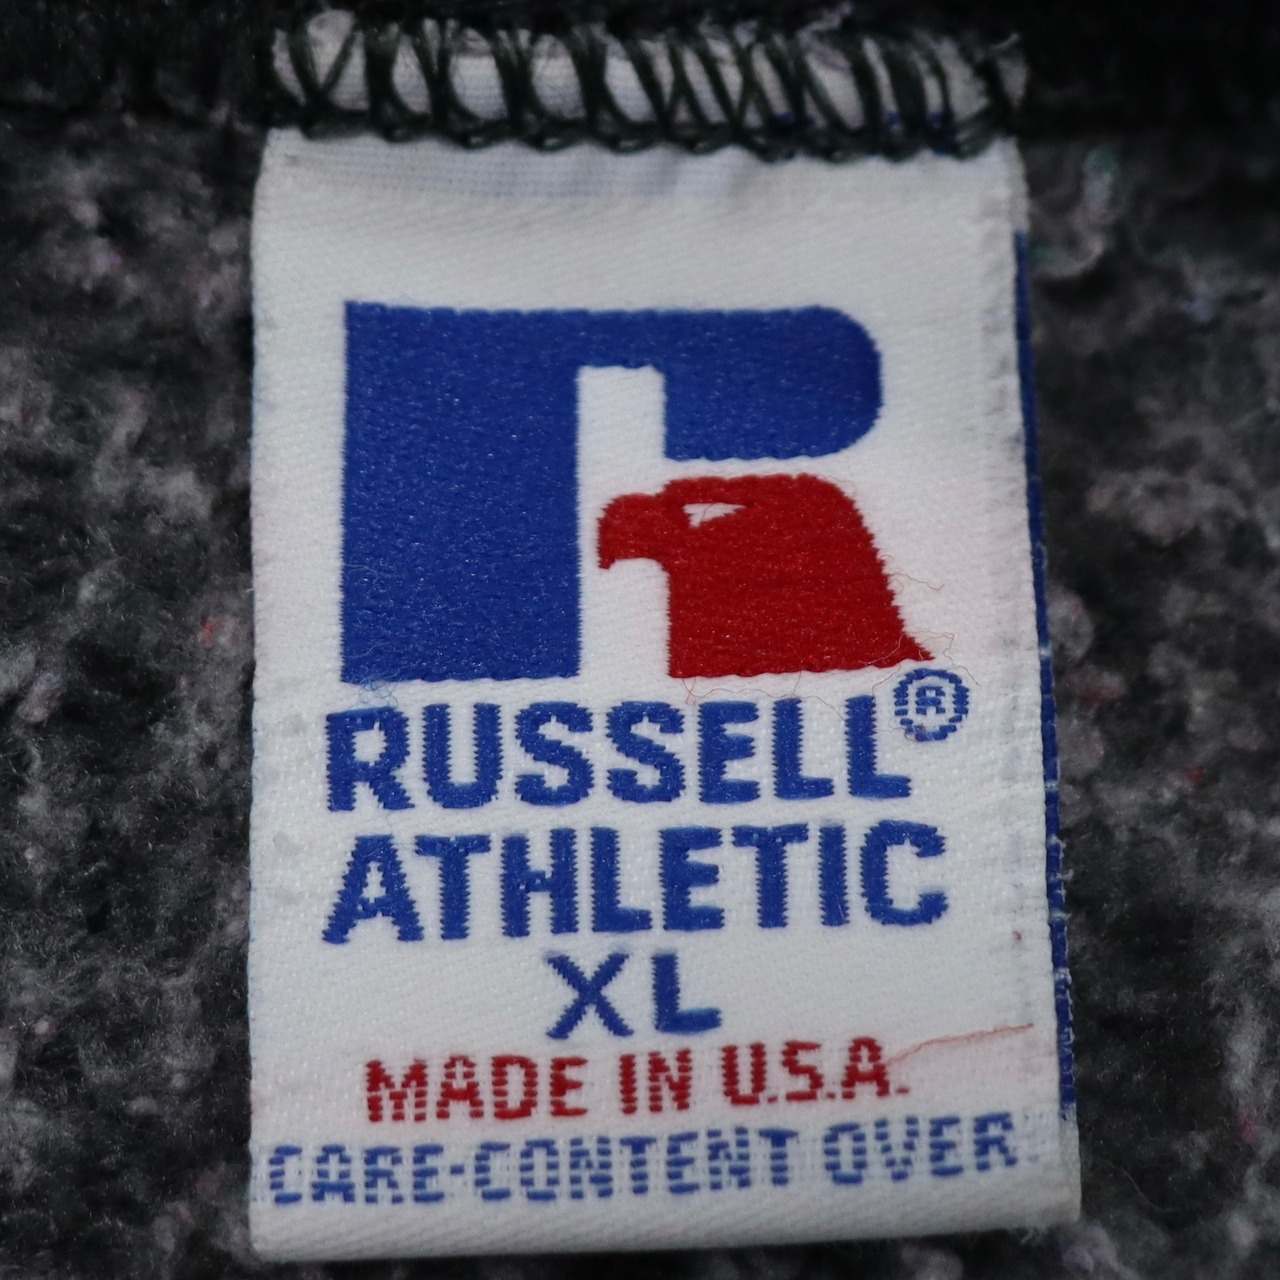 RUSSELL®
ATHLETIC
XL
MADE IN U.S.A.
CARE-CONTENT OVER